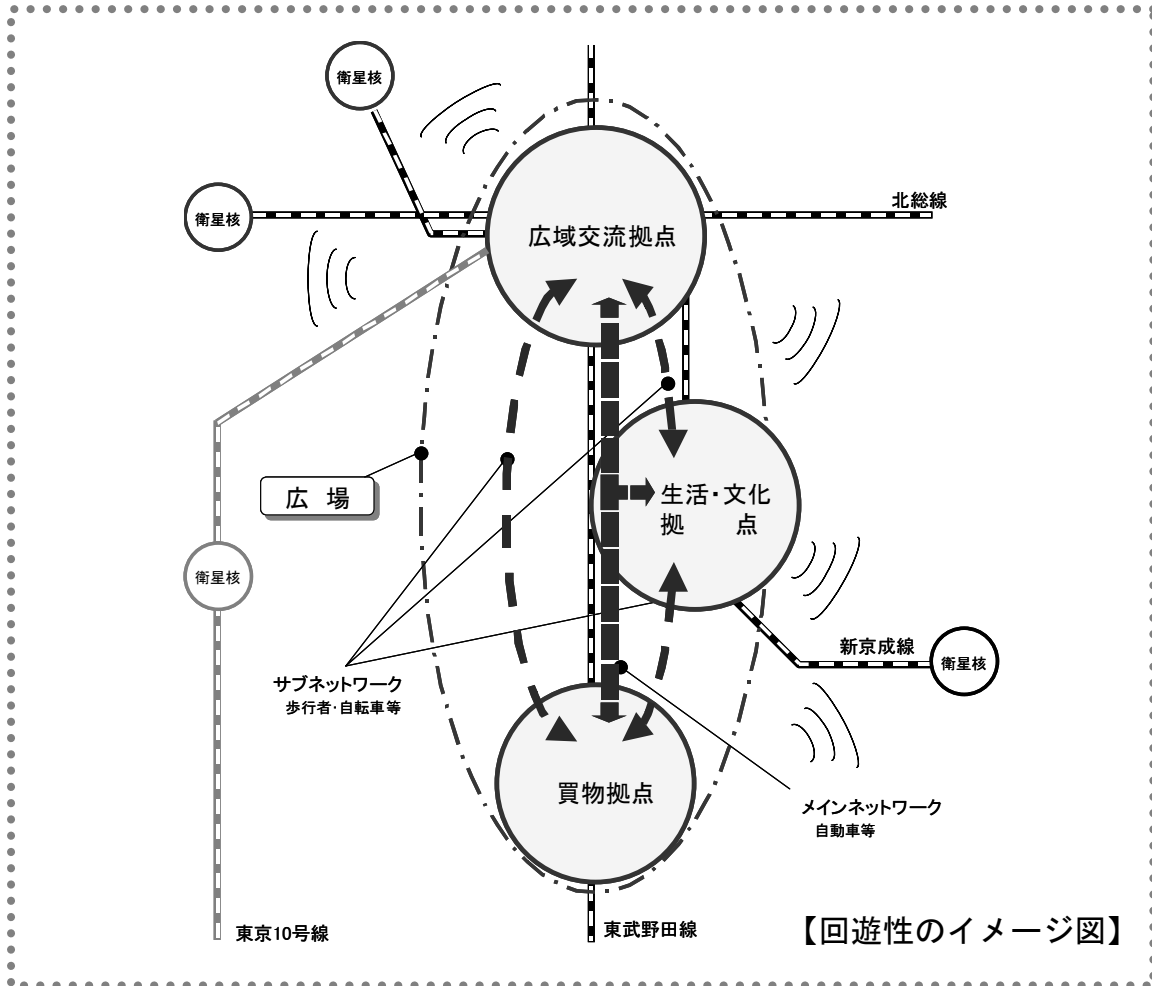 衛星核
衛星核
北総線
広域交流拠点
広 場
生活・文化
拠 点
衛星核
新京成線
衛星核
サブネットワーク
歩行者・自転車等
買物拠点
メインネットワーク
自動車等
東京10号線
東武野田線
【回遊性のイメージ図】